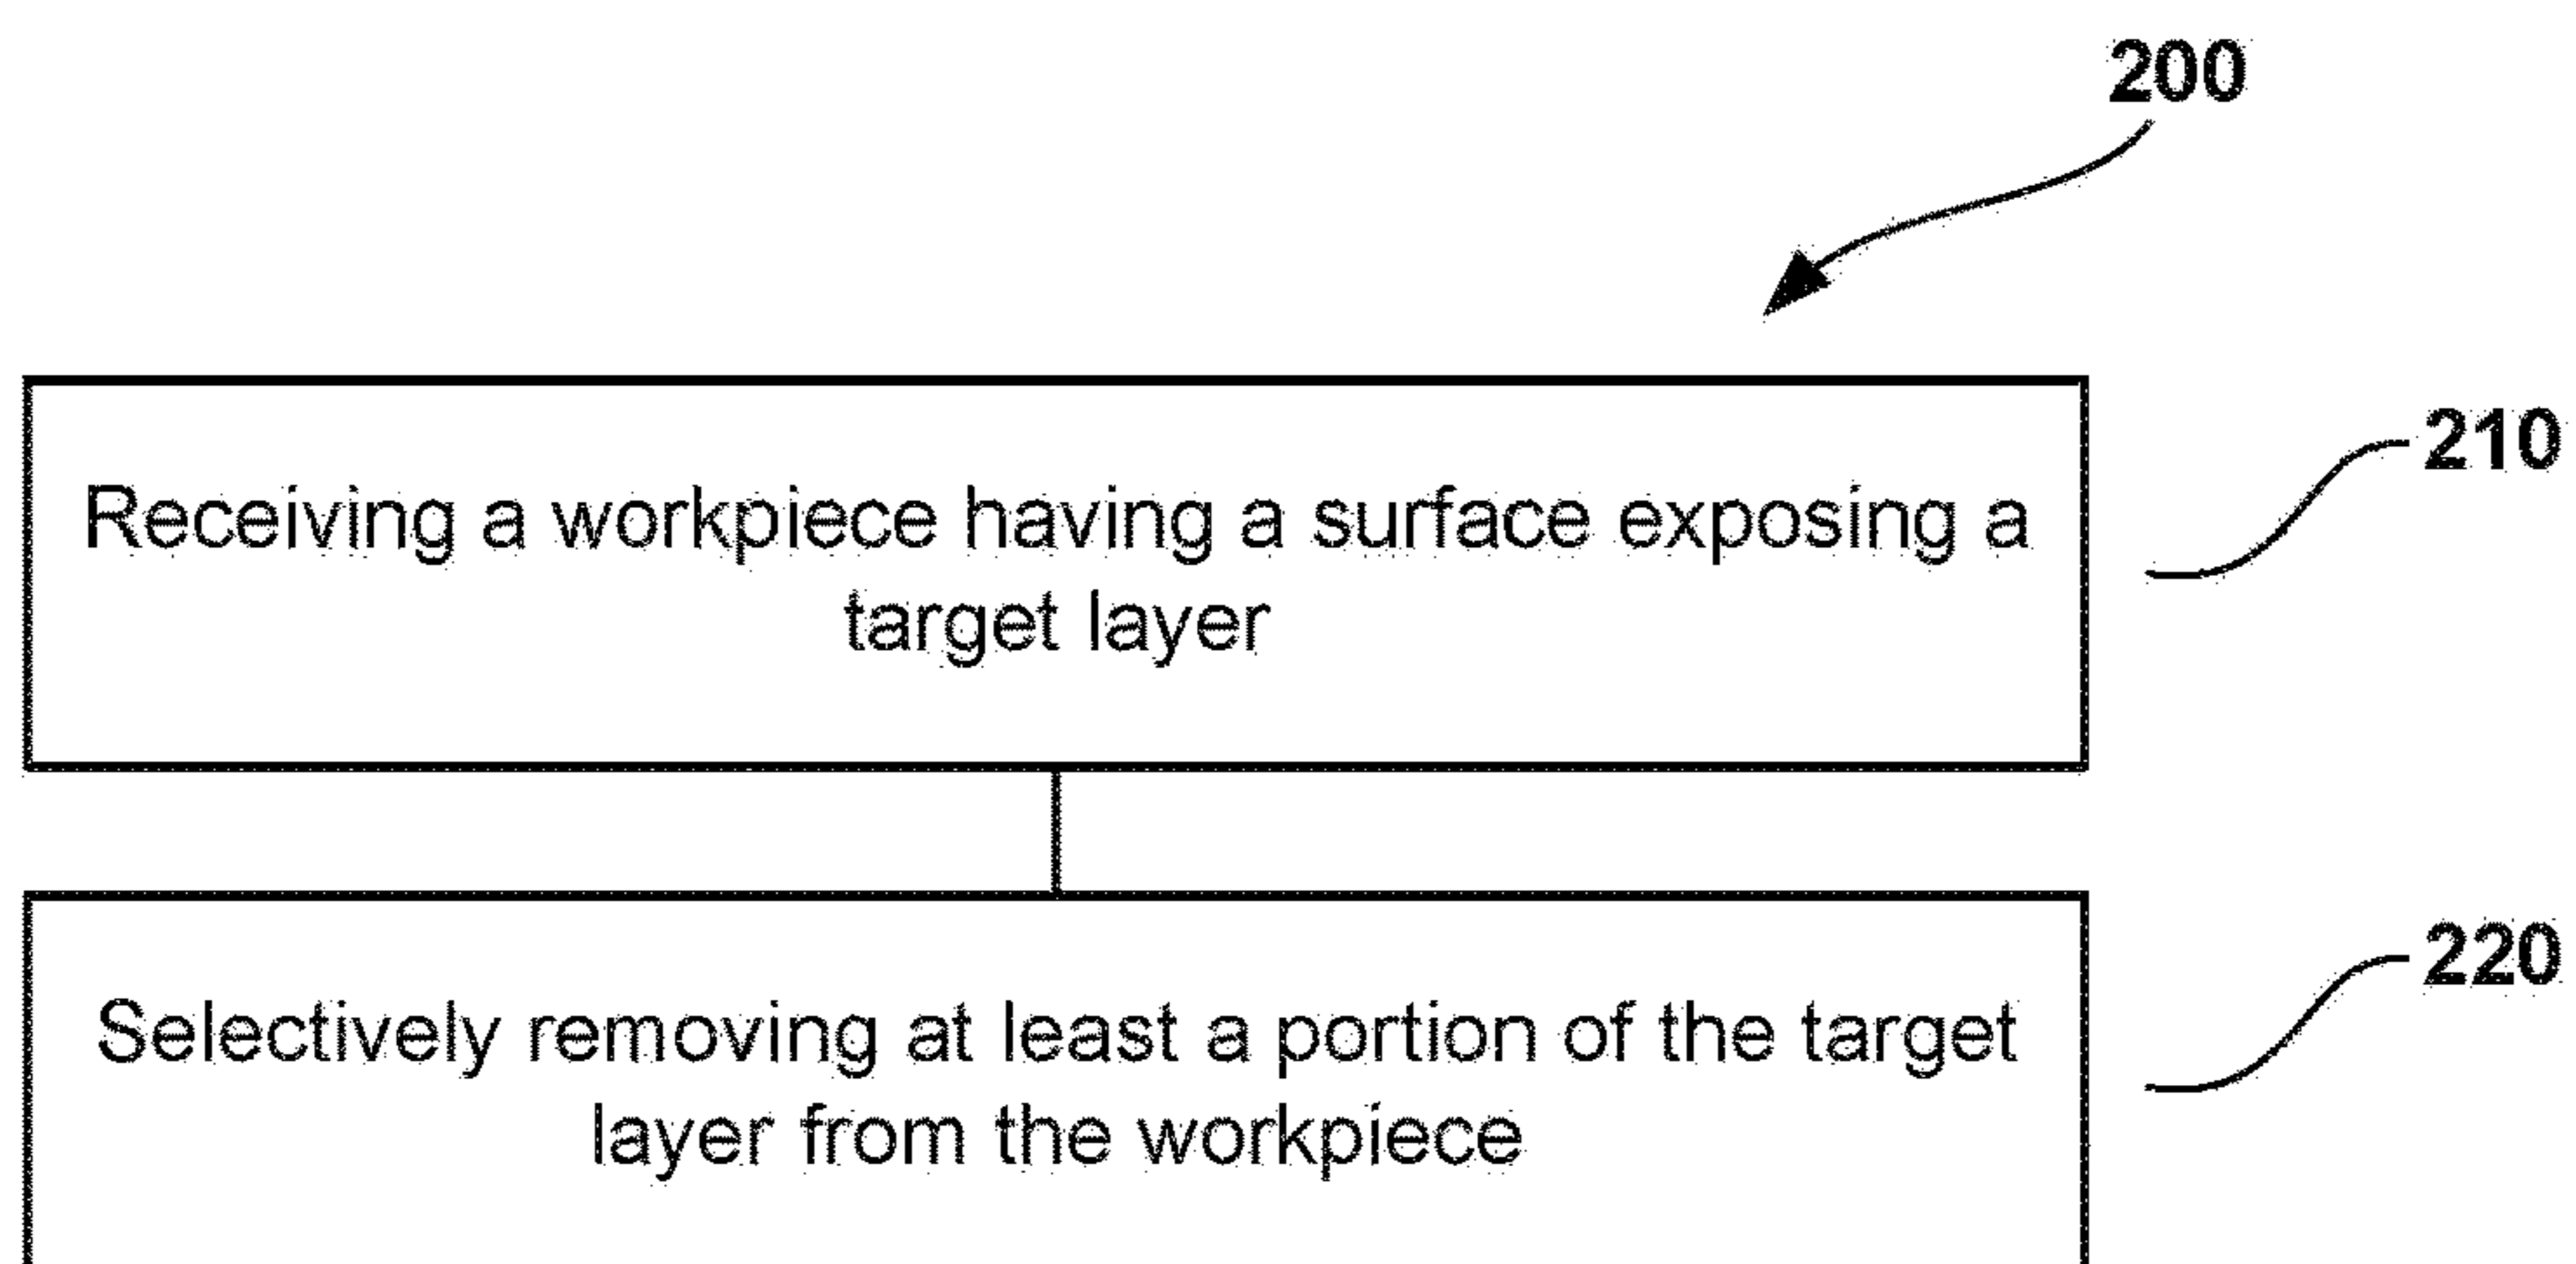 200
Receiving a workpiece having a surface exposing a
target layer
210
Selectively removing at least a portion of the target
layer from the workpiece
220